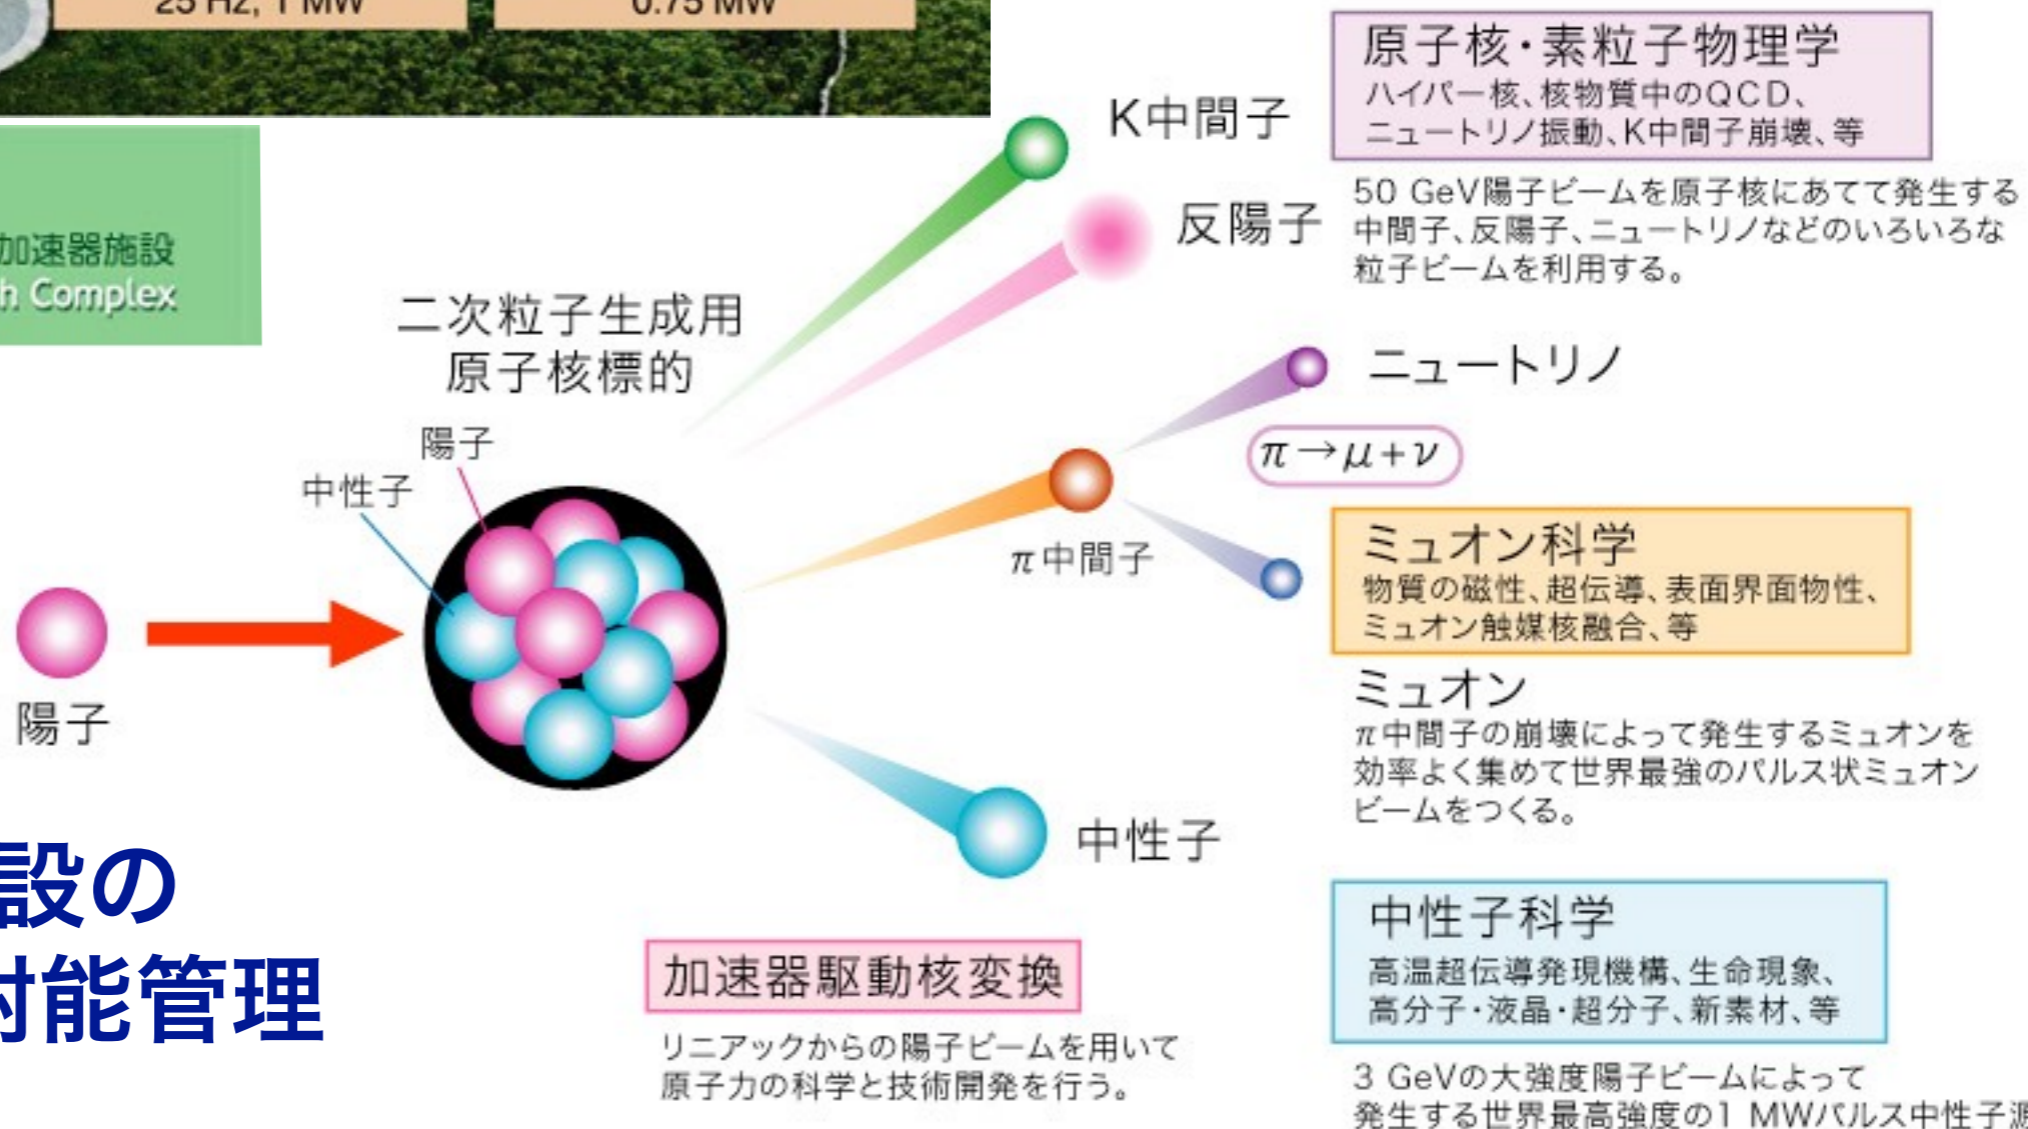 25 Hz, 1 MW
0.75 MW
加速器施設
h Complex
二次粒子生成用
原子核標的
陽子
中性子
陽子
K中間子
反陽子
ニュートリノ
π→μ+ν
π中間子
中性子
原子核・素粒子物理学
ハイパー核、核物質中のQCD、
ニュートリノ振動、K中間子崩壊、等
50 GeV陽子ビームを原子核にあてて発生する
中間子、反陽子、ニュートリノなどのいろいろな
粒子ビームを利用する。
ミュオン科学
物質の磁性、超伝導、表面界面物性、
ミュオン触媒核融合、等
ミュオン
π中間子の崩壊によって発生するミュオンを
効率よく集めて世界最強のパルス状ミュオン
ビームをつくる。
中性子科学
高温超伝導発現機構、生命現象、
高分子・液晶・超分子、新素材、等
3 GeVの大強度陽子ビームによって
発生する世界最高強度の1 MWパルス中性子源
加速器駆動核変換
リニアックからの陽子ビームを用いて
原子力の科学と技術開発を行う。
設の
射能管理